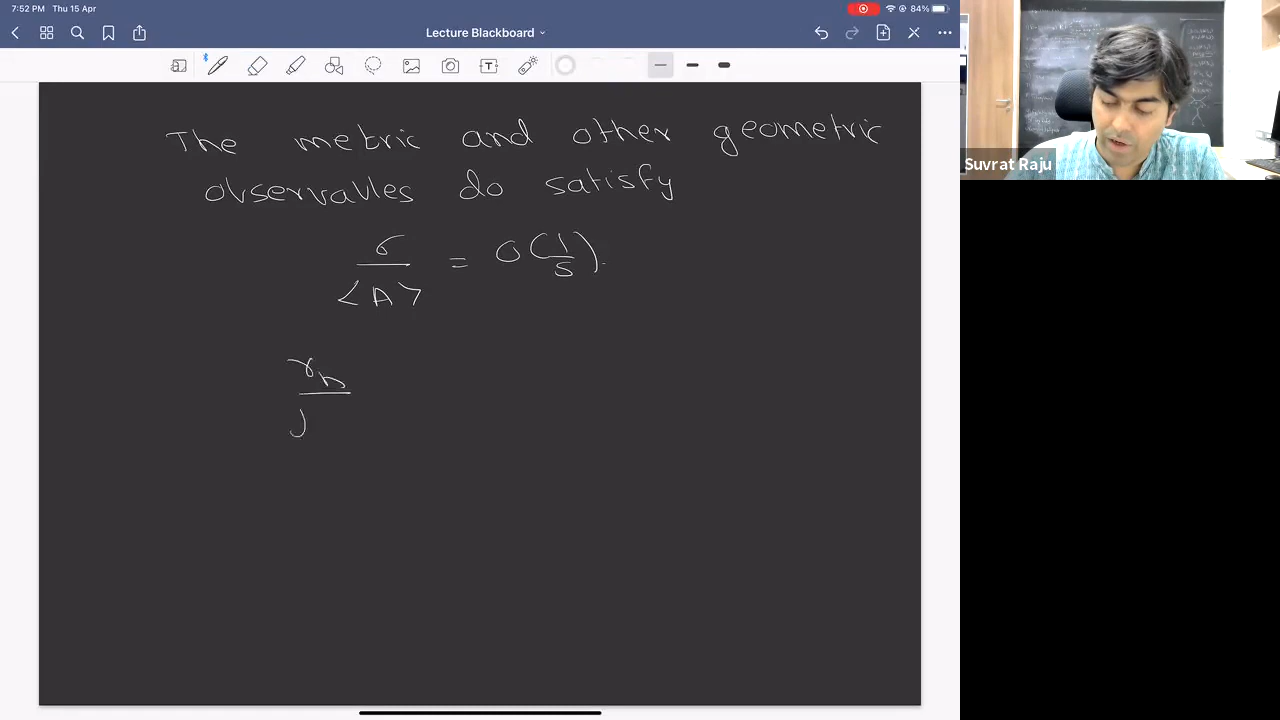 7:52 PM Thu 15 Apr
84%
Lecture Blackboard
The metric and other geometric
observables do satisfy
σ / <A> = O(1/S).
r_h
Suvrat Raju